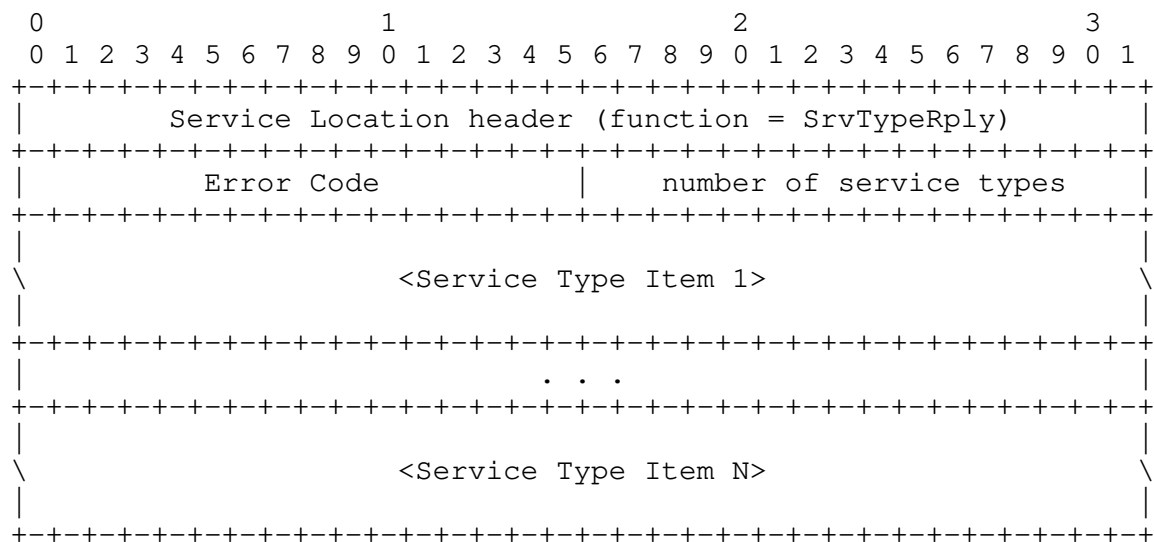 0                   1                   2                   3
 0 1 2 3 4 5 6 7 8 9 0 1 2 3 4 5 6 7 8 9 0 1 2 3 4 5 6 7 8 9 0 1
+-+-+-+-+-+-+-+-+-+-+-+-+-+-+-+-+-+-+-+-+-+-+-+-+-+-+-+-+-+-+-+-+
|        Service Location header (function = SrvTypeRply)        |
+-+-+-+-+-+-+-+-+-+-+-+-+-+-+-+-+-+-+-+-+-+-+-+-+-+-+-+-+-+-+-+-+
|          Error Code           |    number of service types    |
+-+-+-+-+-+-+-+-+-+-+-+-+-+-+-+-+-+-+-+-+-+-+-+-+-+-+-+-+-+-+-+-+
|                                                               |
\                     <Service Type Item 1>                     \
|                                                               |
+-+-+-+-+-+-+-+-+-+-+-+-+-+-+-+-+-+-+-+-+-+-+-+-+-+-+-+-+-+-+-+-+
|                             . . .                             |
+-+-+-+-+-+-+-+-+-+-+-+-+-+-+-+-+-+-+-+-+-+-+-+-+-+-+-+-+-+-+-+-+
|                                                               |
\                     <Service Type Item N>                     \
|                                                               |
+-+-+-+-+-+-+-+-+-+-+-+-+-+-+-+-+-+-+-+-+-+-+-+-+-+-+-+-+-+-+-+-+